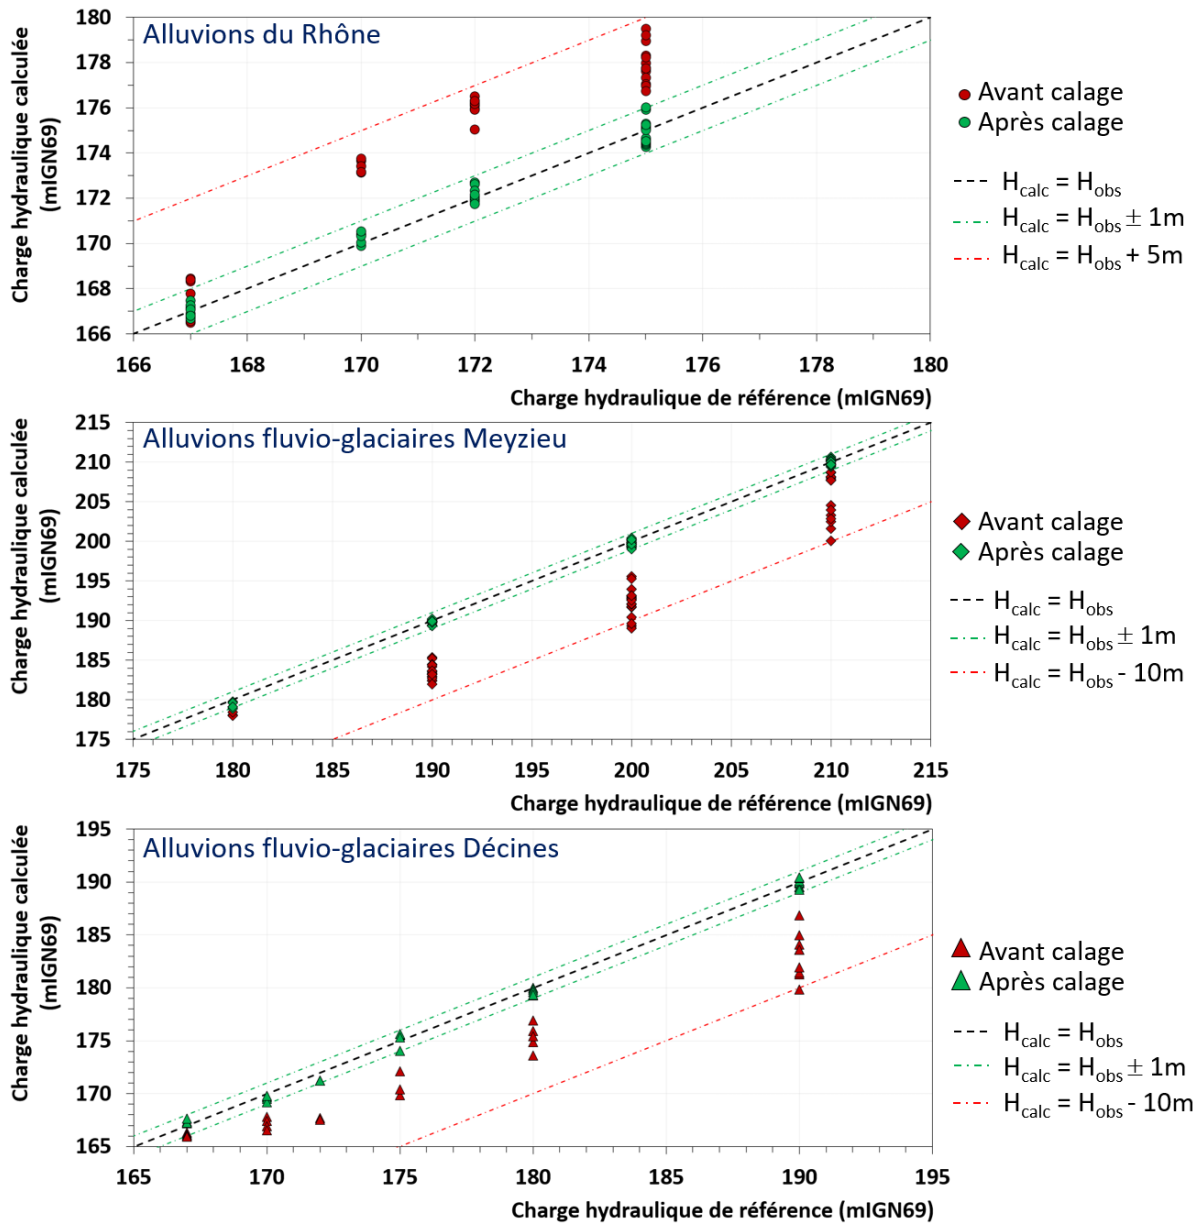 Charge hydraulique calculée
(mIGN69)
Alluvions du Rhône
180
178
176
174
172
170
168
166
166 168 170 172 174 176 178 180
Charge hydraulique de référence (mIGN69)
Avant calage
Après calage
Hcalc = Hobs
Hcalc = Hobs ± 1m
Hcalc = Hobs + 5m
Charge hydraulique calculée
(mIGN69)
Alluvions fluvio-glaciaires Meyzieu
215
210
205
200
195
190
185
180
175
175 180 185 190 195 200 205 210 215
Charge hydraulique de référence (mIGN69)
Avant calage
Après calage
Hcalc = Hobs
Hcalc = Hobs ± 1m
Hcalc = Hobs - 10m
Charge hydraulique calculée
(mIGN69)
Alluvions fluvio-glaciaires Décines
195
190
185
180
175
170
165
165 170 175 180 185 190 195
Charge hydraulique de référence (mIGN69)
Avant calage
Après calage
Hcalc = Hobs
Hcalc = Hobs ± 1m
Hcalc = Hobs - 10m